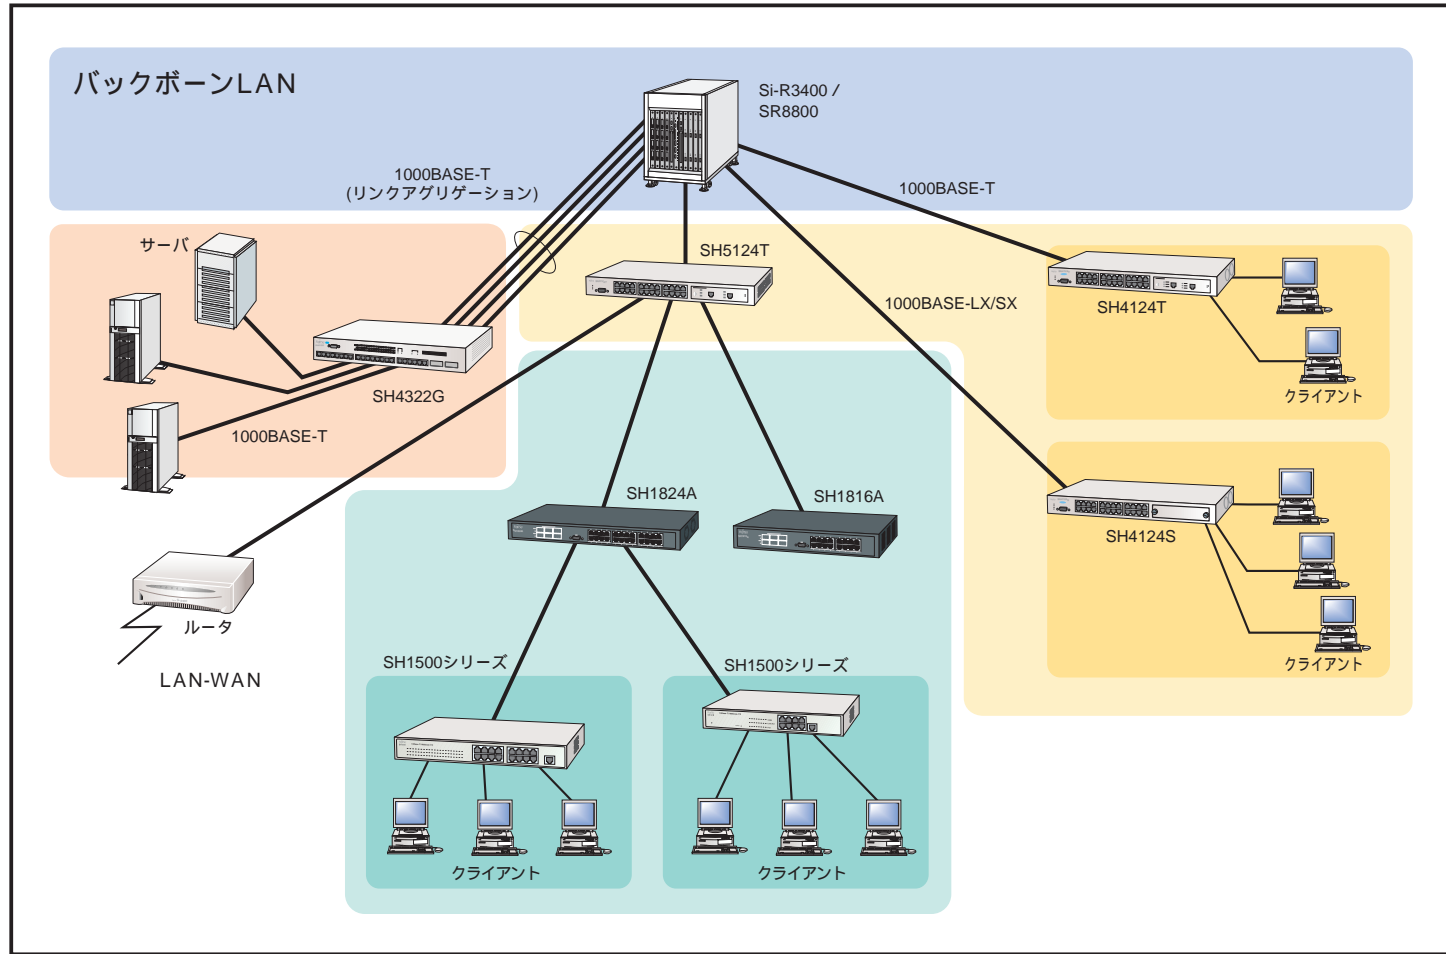 バックボーンLAN
Si-R3400 /
SR8800
1000BASE-T
(リンクアグリゲーション)
1000BASE-T
サーバ
SH5124T
1000BASE-LX/SX
SH4124T
クライアント
SH4322G
1000BASE-T
SH1824A
SH1816A
SH4124S
クライアント
ルータ
LAN-WAN
SH1500シリーズ
SH1500シリーズ
クライアント
クライアント